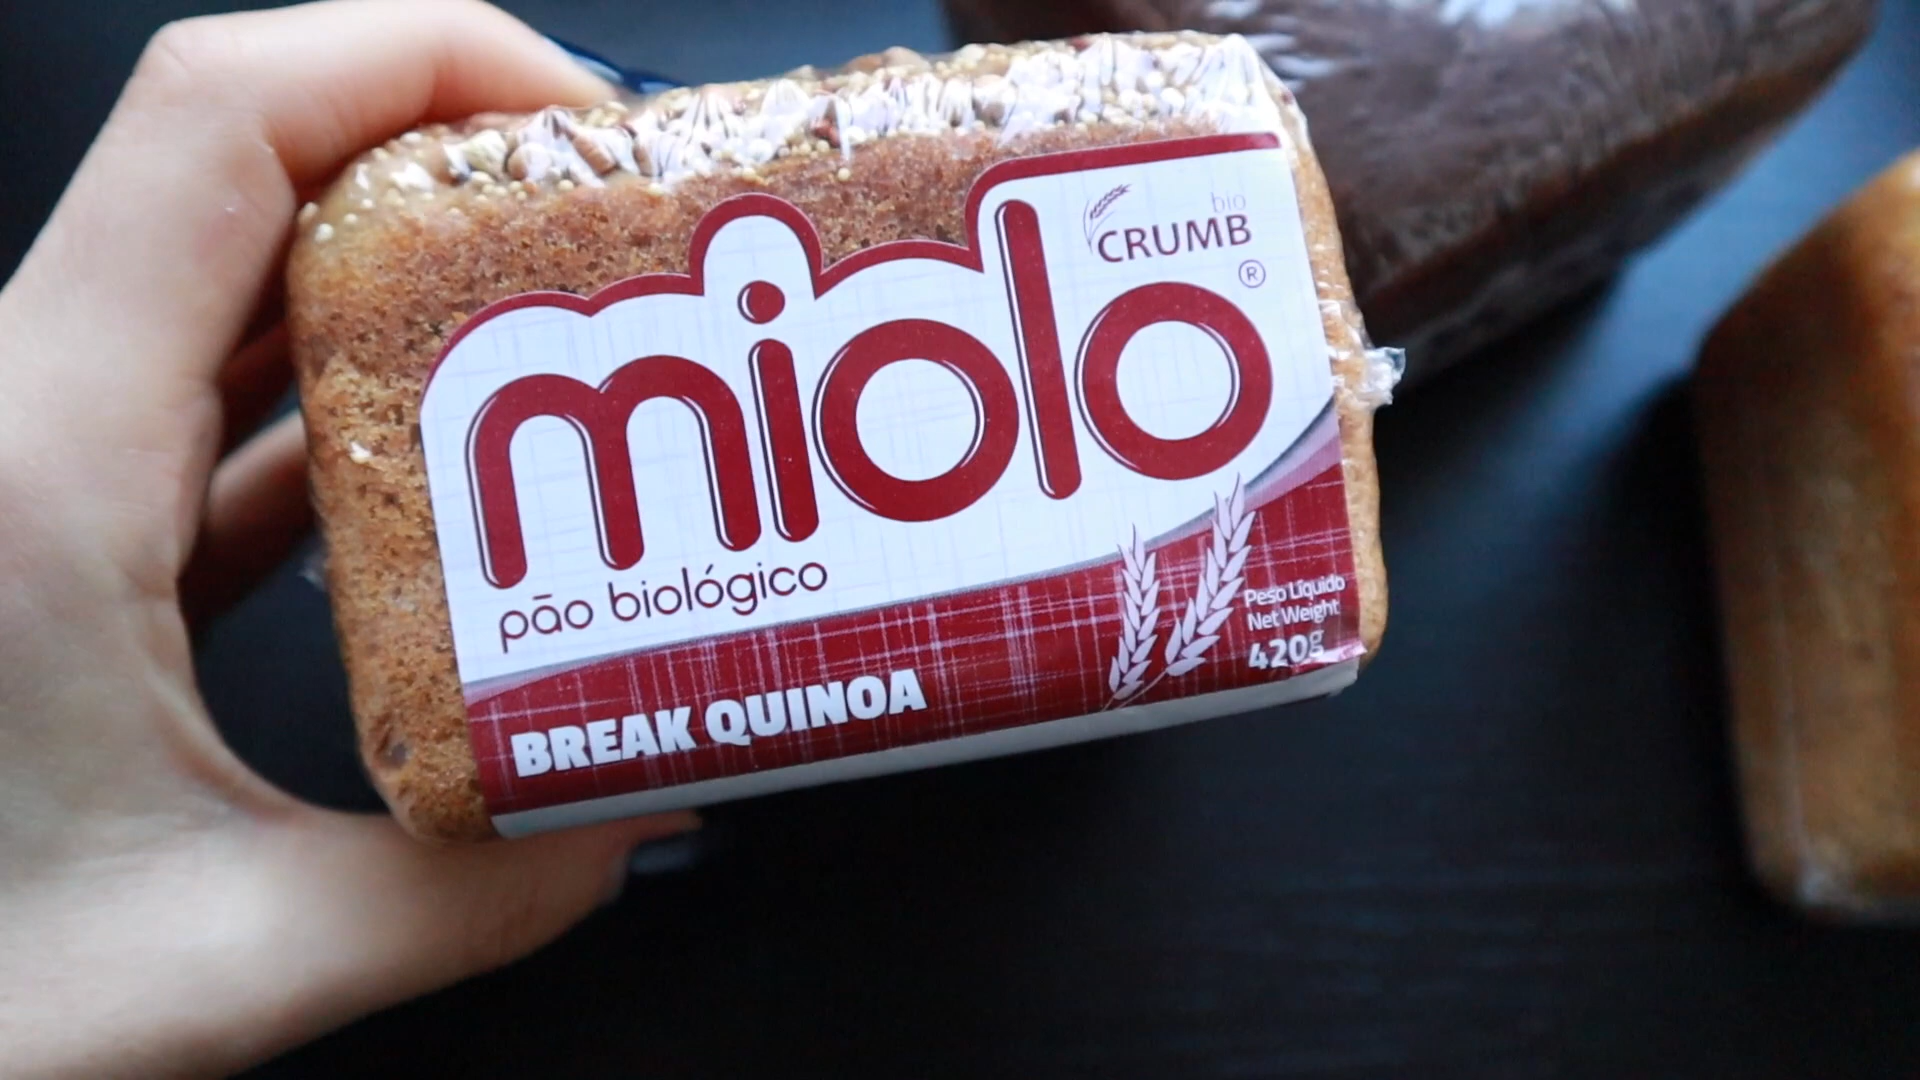 bio
CRUMB
®
miolo
pão biológico
BREAK QUINOA
Peso Líquido
Net Weight
420g